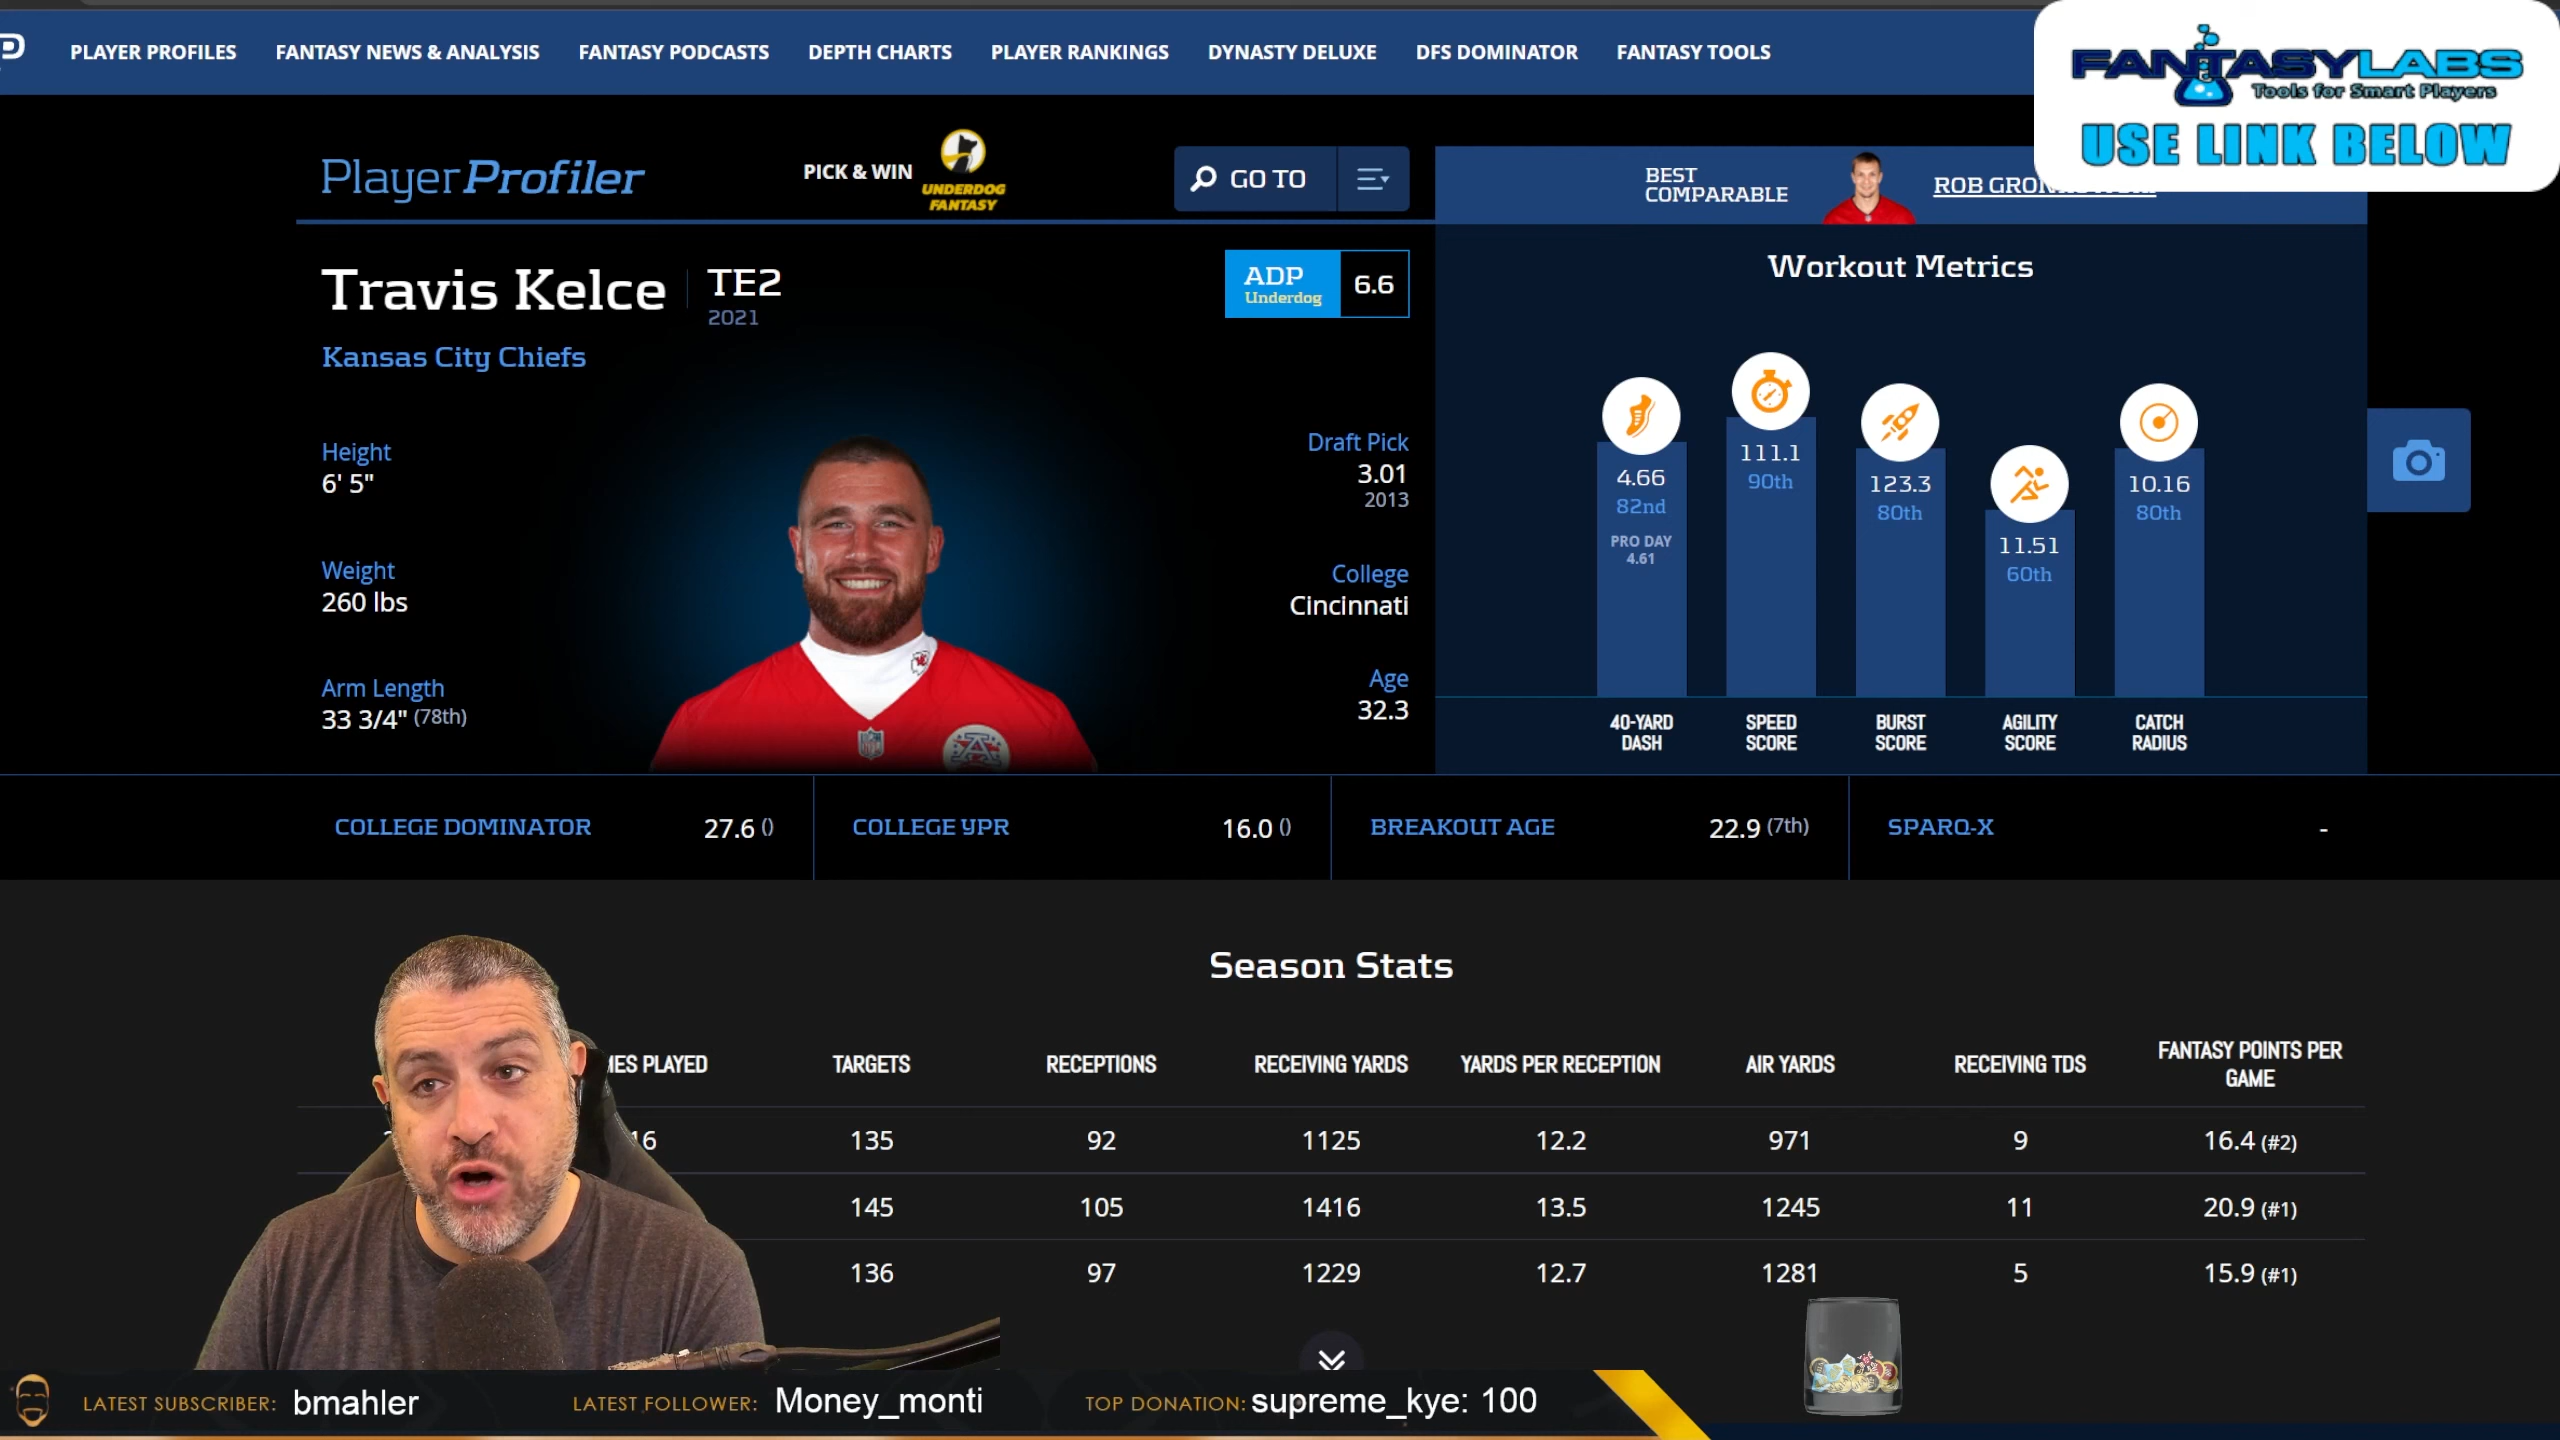 PLAYER PROFILES FANTASY NEWS & ANALYSIS FANTASY PODCASTS DEPTH CHARTS PLAYER RANKINGS DYNASTY DELUXE DFS DOMINATOR FANTASY TOOLS
FANTASYLABS
Tools for Smart Players
USE LINK BELOW
PlayerProfiler
PICK & WIN
UNDERDOG
FANTASY
GO TO
BEST
COMPARABLE
ROB
Travis Kelce
TE2
2021
ADP
Underdog
6.6
Kansas City Chiefs
Height
6' 5"
Weight
260 lbs
Arm Length
33 3/4" (78th)
Draft Pick
3.01
2013
College
Cincinnati
Age
32.3
Workout Metrics
4.66
82nd
PRO DAY
4.61
111.1
90th
123.3
80th
11.51
60th
10.16
80th
40-YARD
DASH
SPEED
SCORE
BURST
SCORE
AGILITY
SCORE
CATCH
RADIUS
COLLEGE DOMINATOR 27.6 ()
COLLEGE YPR 16.0 ()
BREAKOUT AGE 22.9 (7th)
SPARQ-X -
Season Stats
PLAYED TARGETS RECEPTIONS RECEIVING YARDS YARDS PER RECEPTION AIR YARDS RECEIVING TDS FANTASY POINTS PER
GAME
16 135 92 1125 12.2 971 9 16.4 (#2)
145 105 1416 13.5 1245 11 20.9 (#1)
136 97 1229 12.7 1281 5 15.9 (#1)
LATEST SUBSCRIBER: bmahler
LATEST FOLLOWER: Money_monti
TOP DONATION: supreme_kye: 100